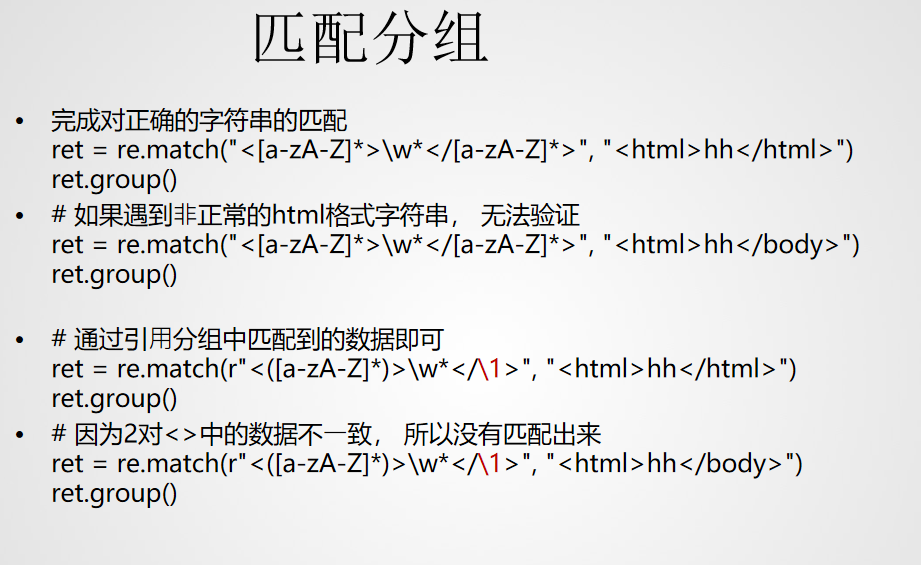 匹配分组
• 完成对正确的字符串的匹配
ret = re.match("<[a-zA-Z]*>\w*</[a-zA-Z]*>", "<html>hh</html>")
ret.group()
• # 如果遇到非正常的html格式字符串， 无法验证
ret = re.match("<[a-zA-Z]*>\w*</[a-zA-Z]*>", "<html>hh</body>")
ret.group()
• # 通过引用分组中匹配到的数据即可
ret = re.match(r"<([a-zA-Z]*)>\w*</\1>", "<html>hh</html>")
ret.group()
• # 因为2对<>中的数据不一致， 所以没有匹配出来
ret = re.match(r"<([a-zA-Z]*)>\w*</\1>", "<html>hh</body>")
ret.group()